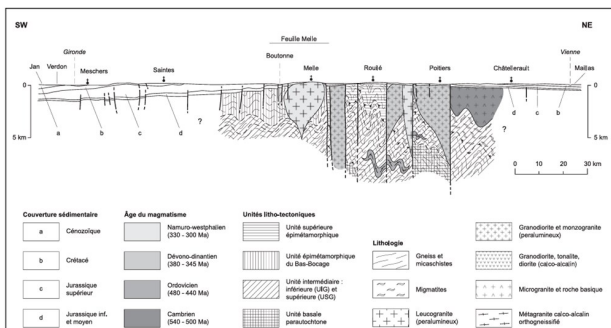 SW
NE
Feuille Melle
Gironde
Boutonne
Vienne
Jan
Verdon
Meschers
Saintes
Melle
Rouillé
Poitiers
Châtellerault
Maillas
0
0
5 km
5 km
a
b
c
d
?
?
d
c
b
0
10
20
30 km
Couverture sédimentaire
a
Cénozoïque
b
Crétacé
c
Jurassique
supérieur
d
Jurassique inf.
et moyen
Âge du magmatisme
Namuro-westphalien
(330 - 300 Ma)
Dévono-dinantien
(380 - 345 Ma)
Ordovicien
(480 - 440 Ma)
Cambrien
(540 - 500 Ma)
Unités litho-tectoniques
Unité supérieure
épimétamorphique
Unité épimétamorphique
du Bas-Bocage
Unité intermédiaire :
inférieure (UIG) et
supérieure (USG)
Unité basale
parautochtone
Lithologie
Gneiss et
micaschistes
Migmatites
Leucogranite
(peralumineux)
Granodiorite et monzogranite
(peralumineux)
Granodiorite, tonalite,
diorite (calco-alcalin)
Microgranite et roche basique
Métagranite calco-alcalin
orthogneissifié